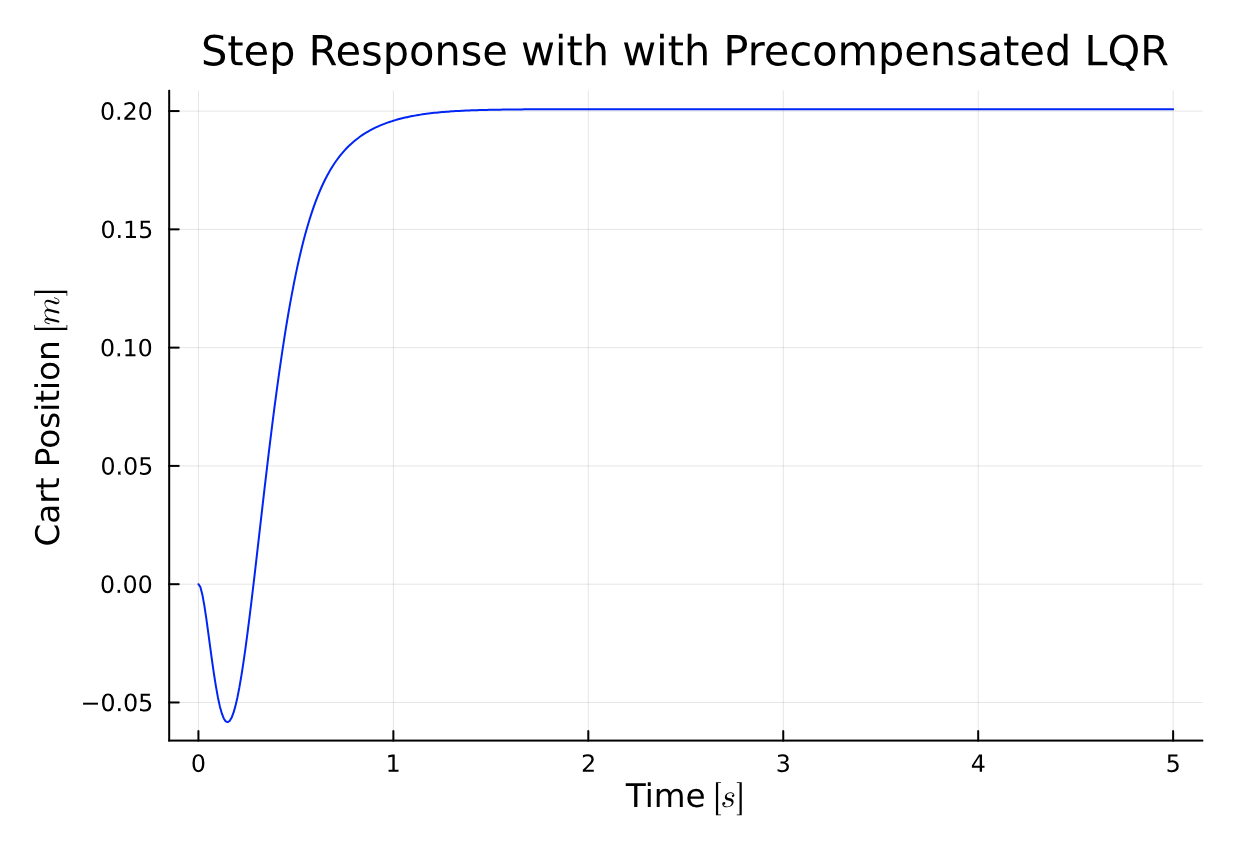 Step Response with with Precompensated LQR
Cart Position [m]
0.20
0.15
0.10
0.05
0.00
−0.05
0 1 2 3 4 5
Time [s]